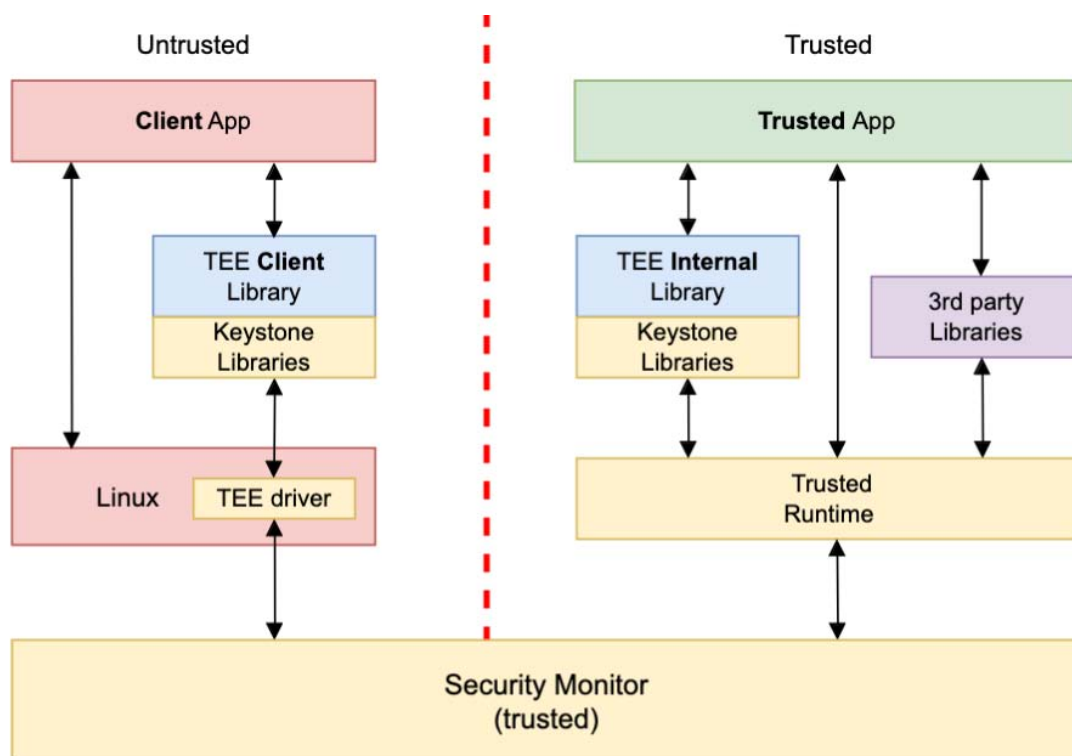 Untrusted
Trusted
Client App
Trusted App
TEE Client
Library
Keystone
Libraries
TEE Internal
Library
Keystone
Libraries
3rd party
Libraries
Linux
TEE driver
Trusted
Runtime
Security Monitor
(trusted)